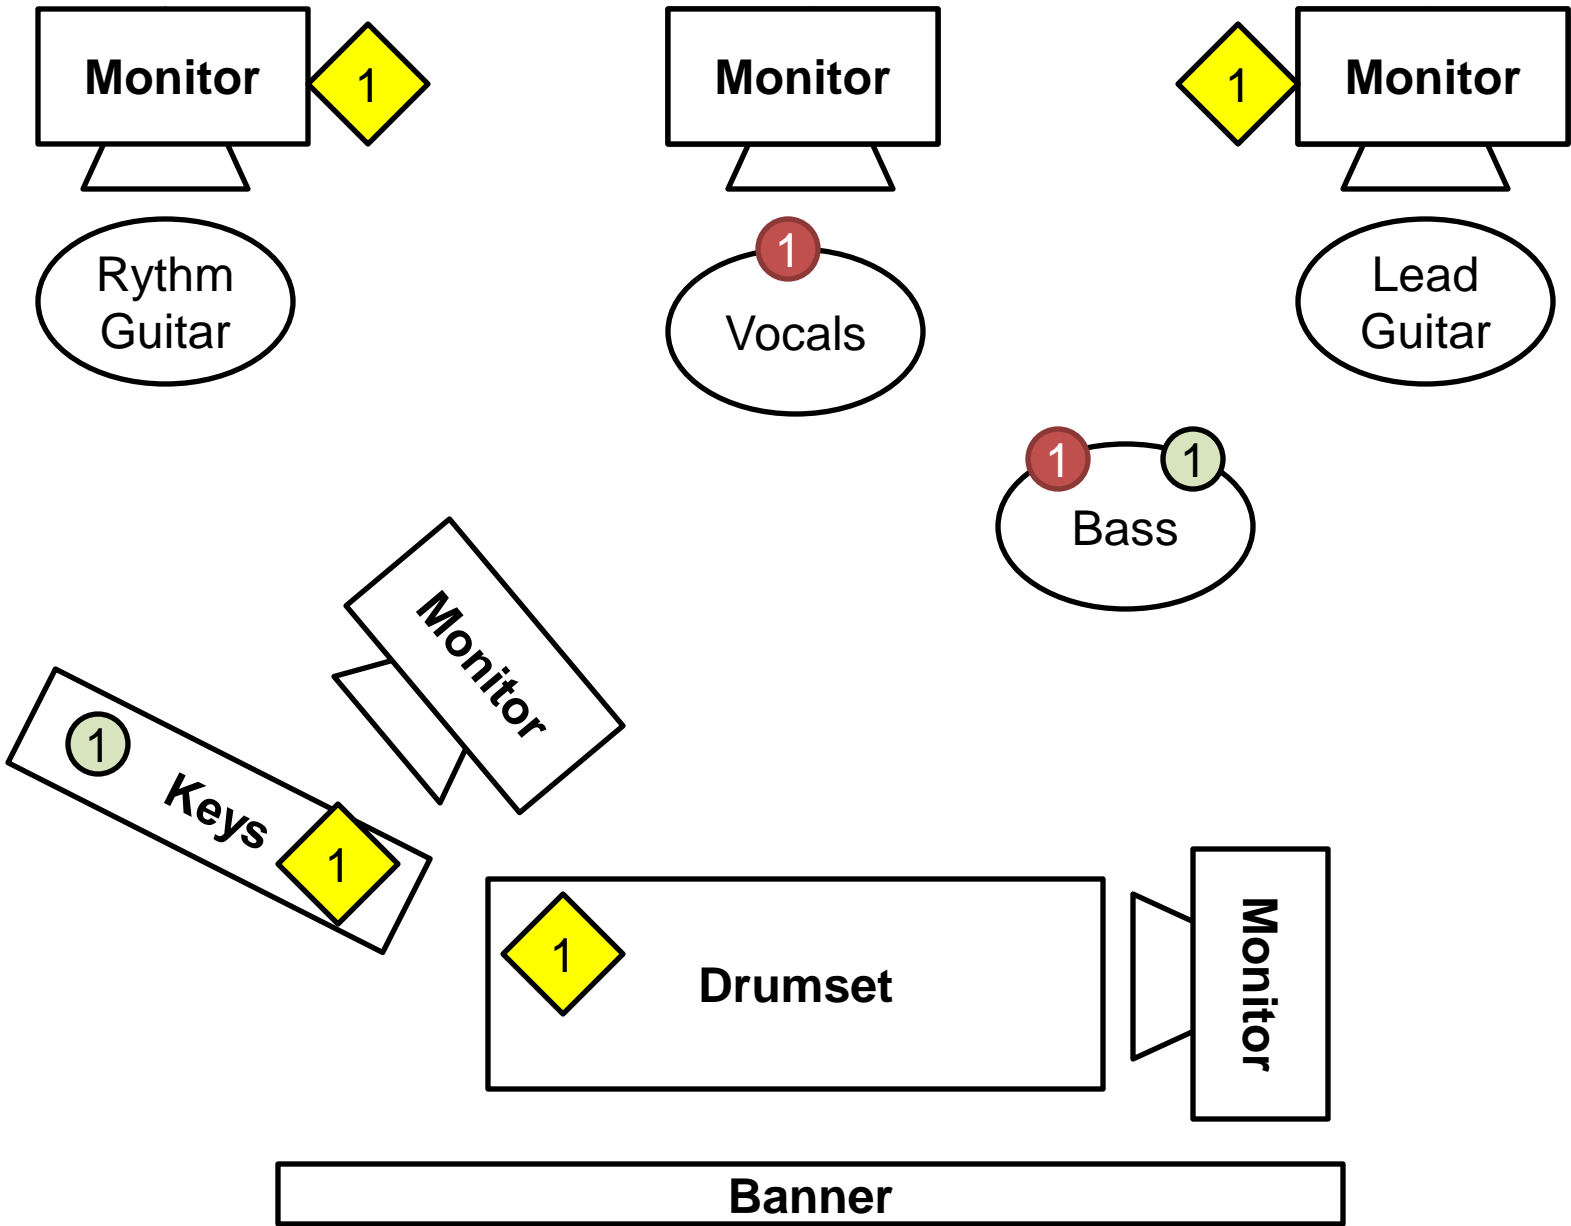 Monitor
1
Monitor
1
Monitor
Rythm
Guitar
1
Vocals
Lead
Guitar
1
1
Bass
Monitor
1
Keys
1
1
Drumset
Monitor
Banner